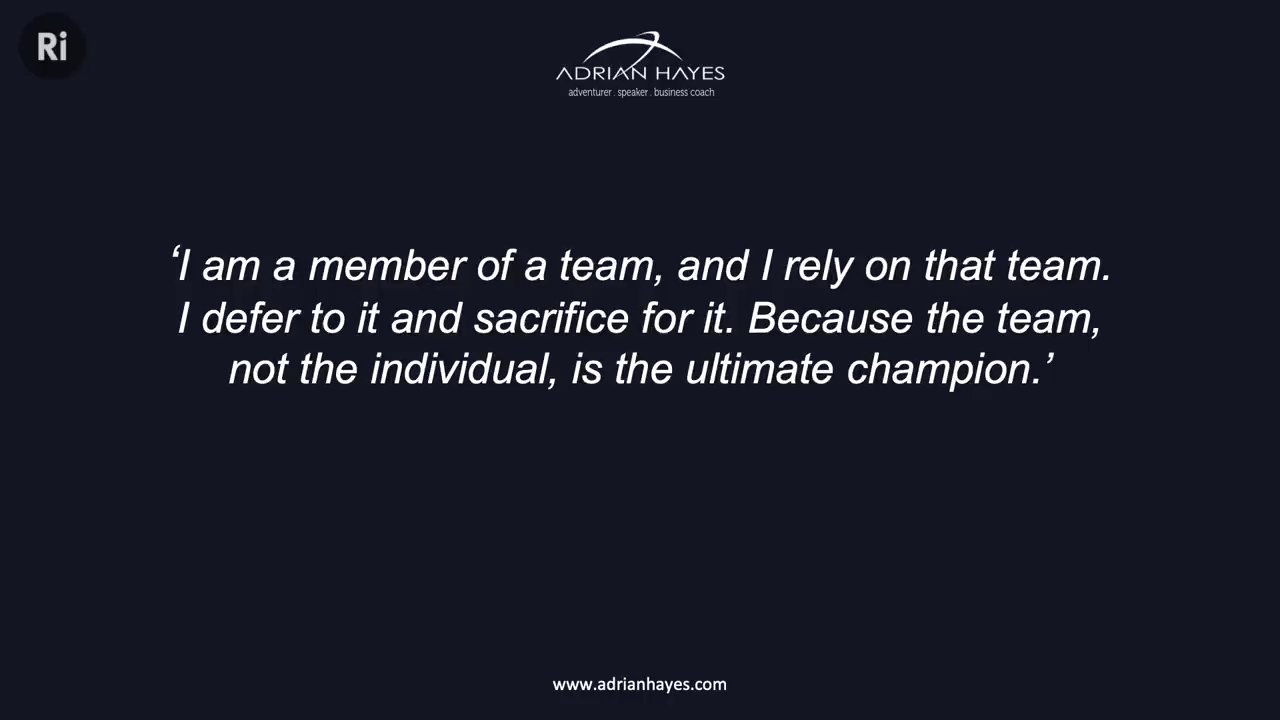 Ri
ADRIAN HAYES
adventurer . speaker . business coach
‘I am a member of a team, and I rely on that team.
I defer to it and sacrifice for it. Because the team,
not the individual, is the ultimate champion.’
www.adrianhayes.com